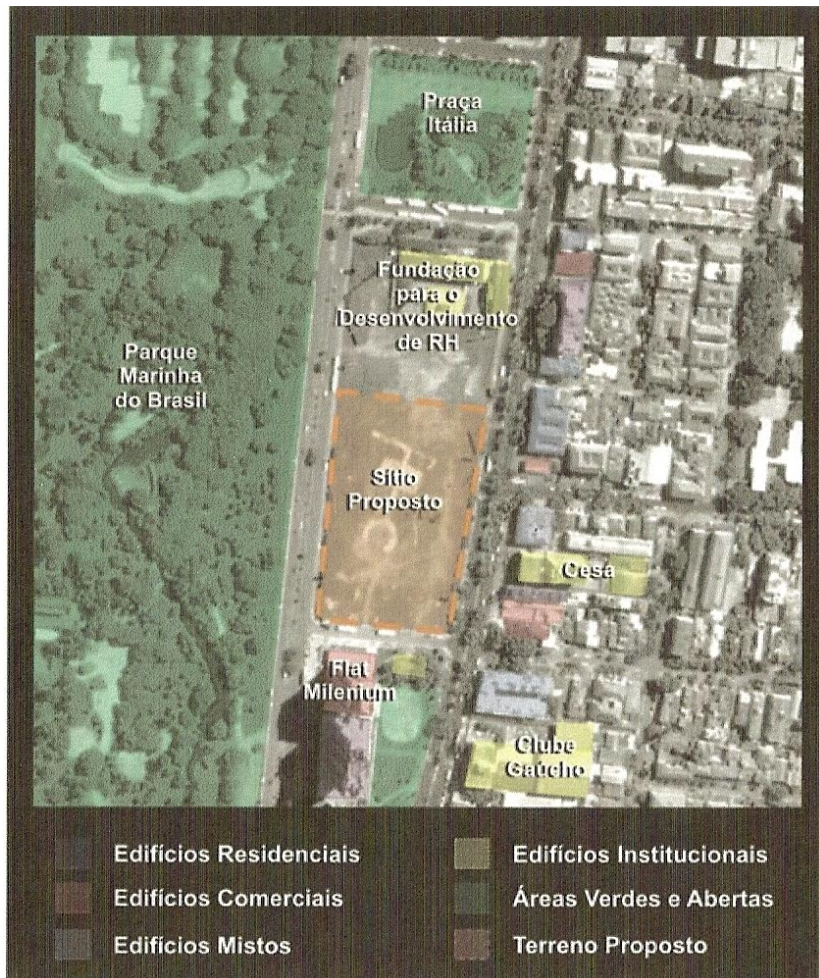 Praça
Itália
Fundação
para o
Desenvolvimento
de RH
Parque
Marinha
do Brasil
Sítio
Proposto
Cesa
Flat
Milenium
Clube
Gaúcho
Edifícios Residenciais
Edifícios Comerciais
Edifícios Mistos
Edifícios Institucionais
Áreas Verdes e Abertas
Terreno Proposto